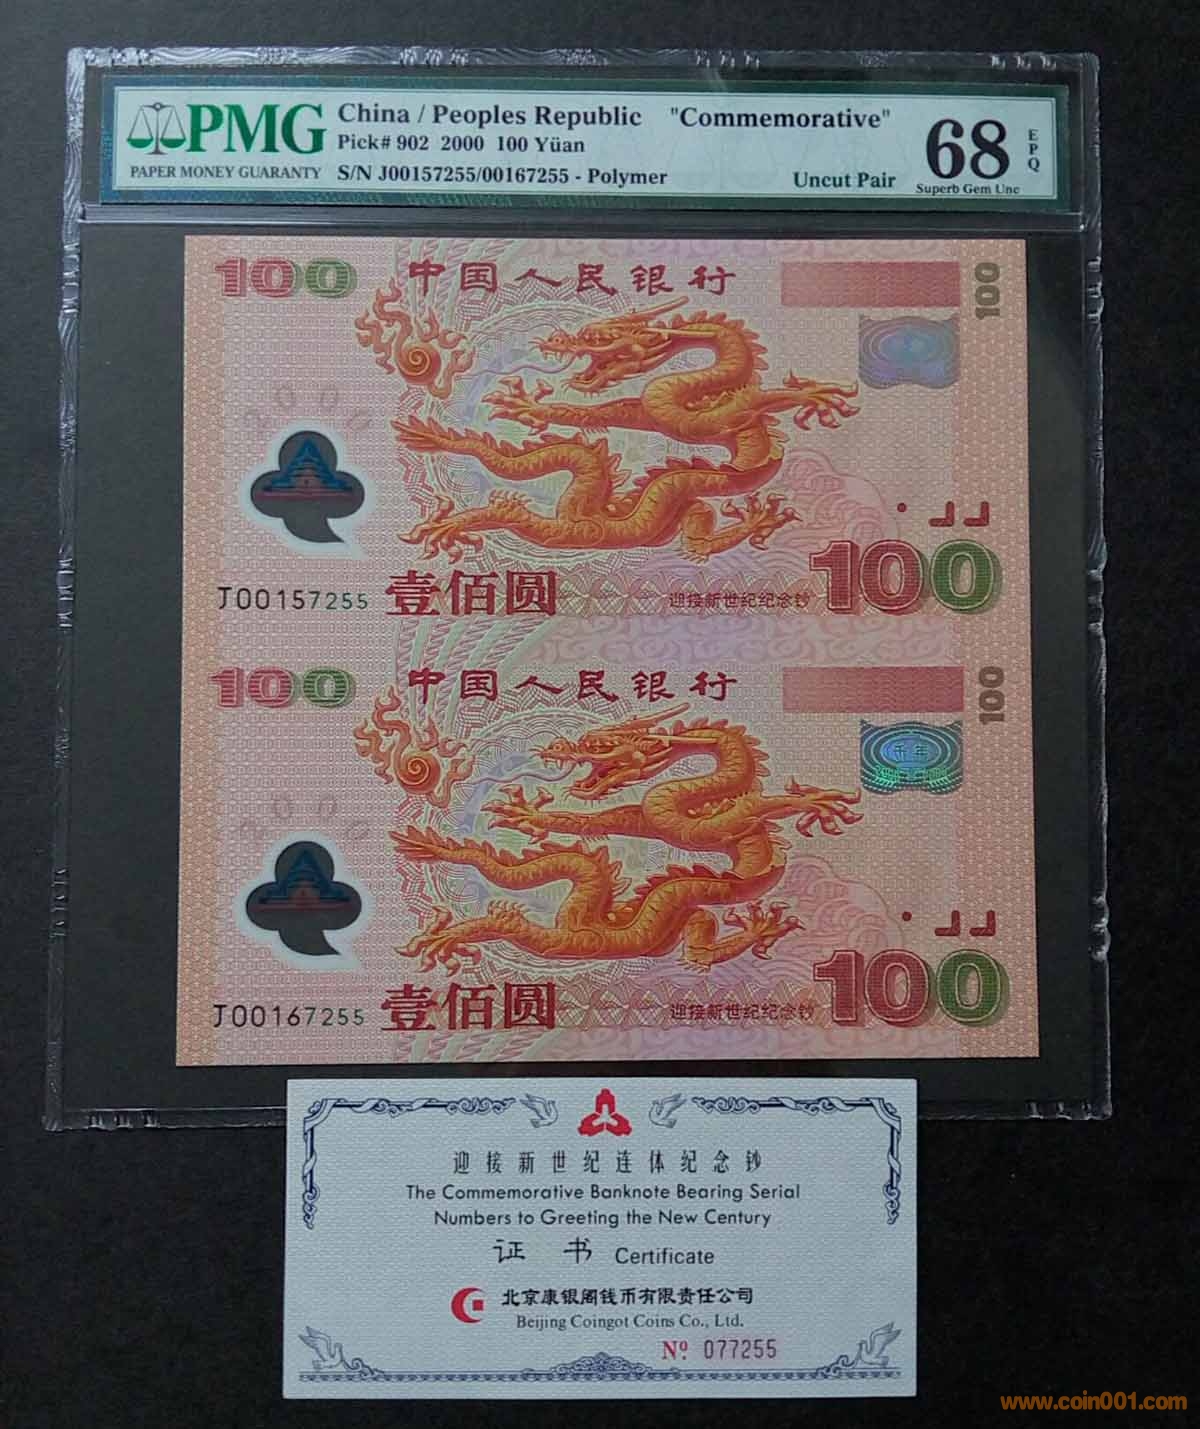 PMG
PAPER MONEY GUARANTY
China / Peoples Republic "Commemorative"
Pick# 902 2000 100 Yüan
S/N J00157255/00167255 - Polymer
Uncut Pair
68
EPQ
Superb Gem Unc
100
中国人民银行
100
2000
J00157255
壹佰圆
迎接新世纪纪念钞
100
100
中国人民银行
100
千年
2000
J00167255
壹佰圆
迎接新世纪纪念钞
100
迎接新世纪连体纪念钞
The Commemorative Banknote Bearing Serial
Numbers to Greeting the New Century
证书 Certificate
北京康银阁钱币有限责任公司
Beijing Coingot Coins Co., Ltd.
Nº 077255
www.coin001.com